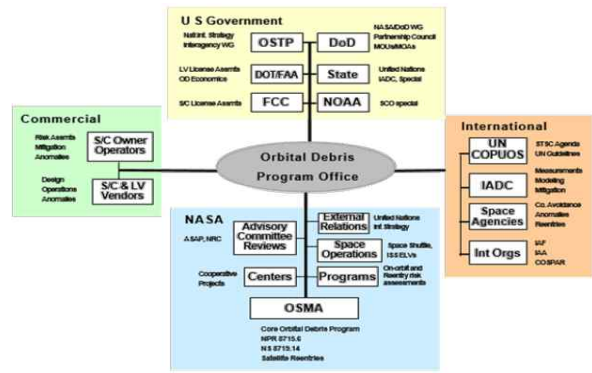 U S Government
Natl Int. Strategy
Interagency WG
OSTP
DoD
NASA/DoD WG
Partnership Council
MOUs/MOAs
LV License Assmts
OD Economics
DOT/FAA
State
United Nations
IADC, Special
S/C License Assmts
FCC
NOAA
SCO special
Commercial
Risk Assmts
Mitigation
Anomalies
S/C Owner
Operators
Design
Operations
Anomalies
S/C & LV
Vendors
Orbital Debris
Program Office
International
UN
COPUOS
STSC Agenda
UN Guidelines
IADC
Measurements
Modeling
Mitigation
Space
Agencies
Co. Avoidance
Anomalies
Reentries
Int Orgs
IAF
IAA
COSPAR
NASA
ASAP, NRC
Advisory
Committee
Reviews
External
Relations
United Nations
Int Strategy
Space
Operations
Space Shuttle,
ISS ELVs
Cooperative
Projects
Centers
Programs
On-orbit and
Reentry risk
assessments
OSMA
Core Orbital Debris Program
NPR 8715.6
NS 8719.14
Satellite Reentries